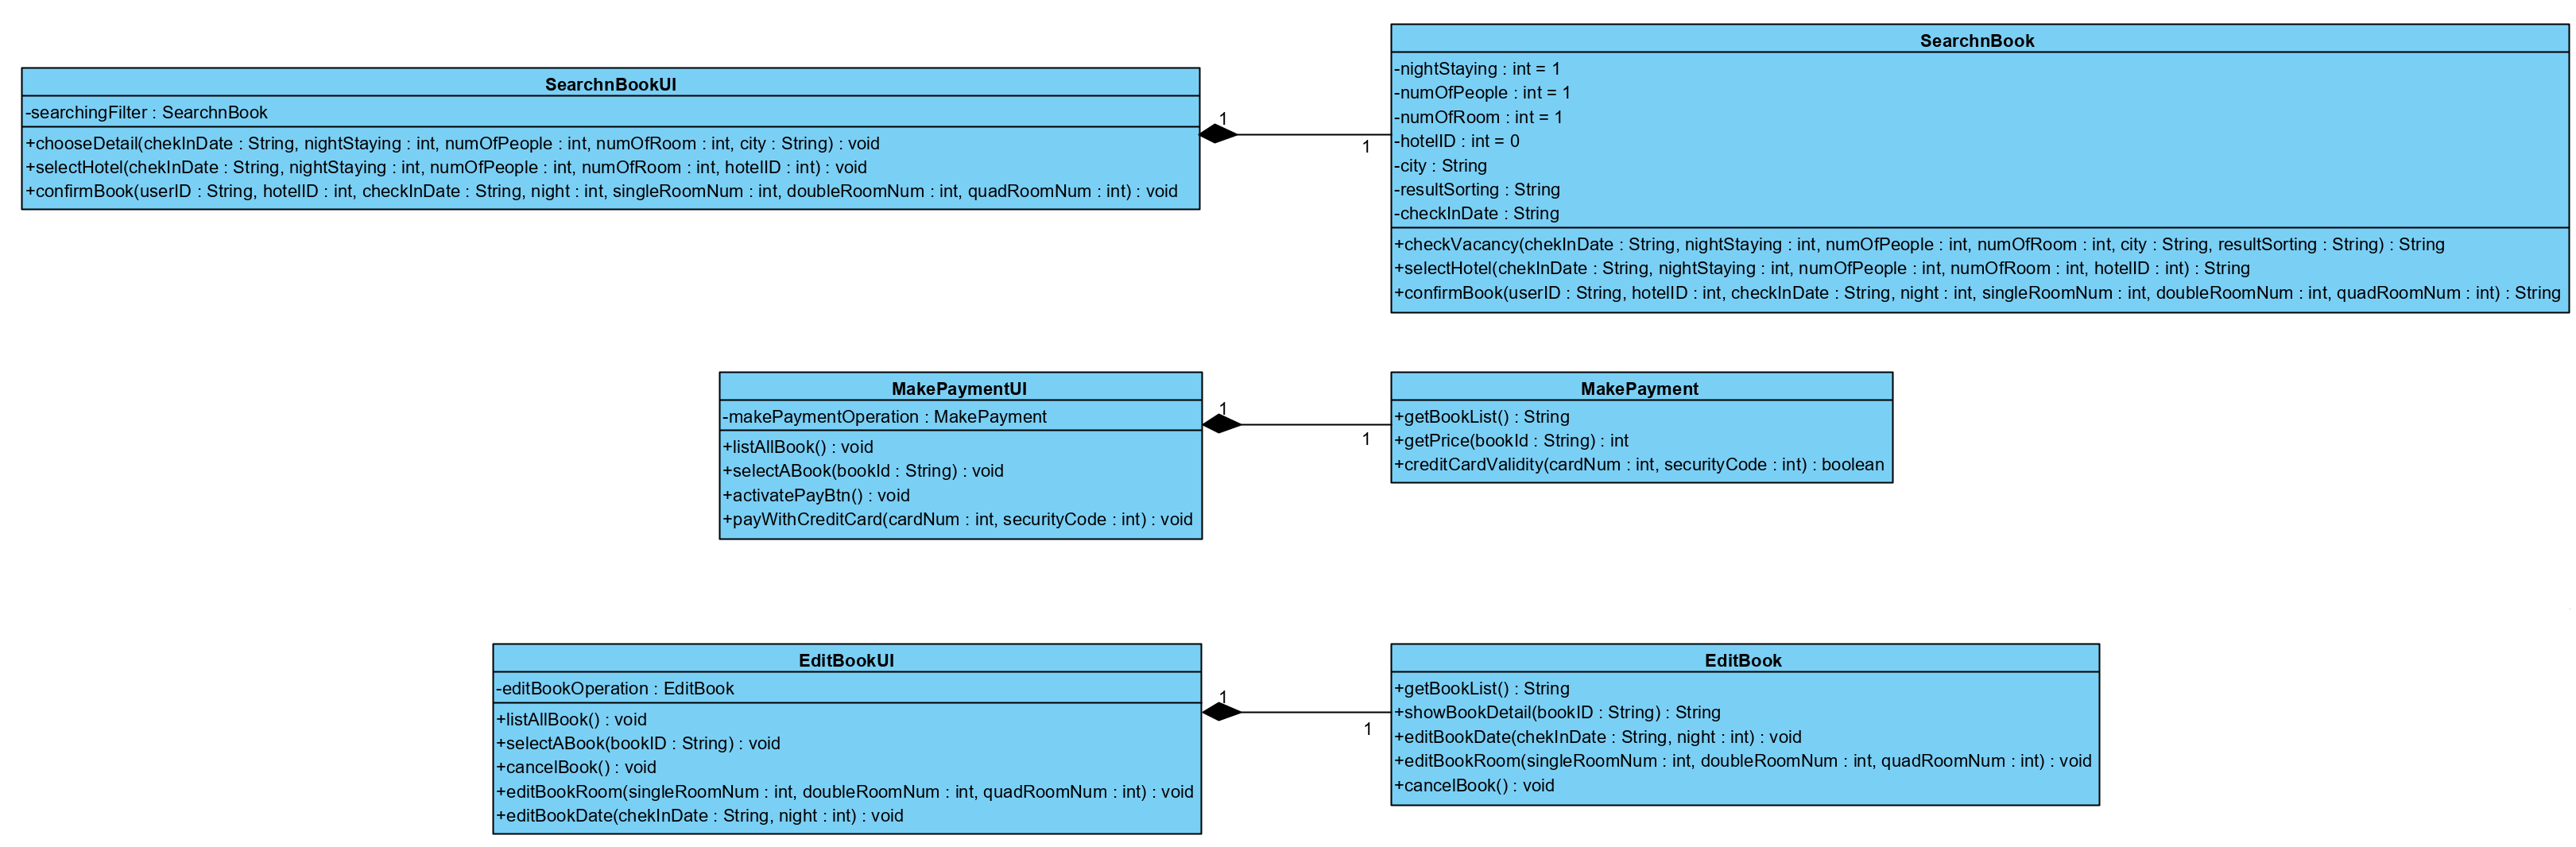 SearchnBookUI
-searchingFilter : SearchnBook
+chooseDetail(chekInDate : String, nightStaying : int, numOfPeople : int, numOfRoom : int, city : String) : void
+selectHotel(chekInDate : String, nightStaying : int, numOfPeople : int, numOfRoom : int, hotelID : int) : void
+confirmBook(userID : String, hotelID : int, checkInDate : String, night : int, singleRoomNum : int, doubleRoomNum : int, quadRoomNum : int) : void
1
1
SearchnBook
-nightStaying : int = 1
-numOfPeople : int = 1
-numOfRoom : int = 1
-hotelID : int = 0
-city : String
-resultSorting : String
-checkInDate : String
+checkVacancy(chekInDate : String, nightStaying : int, numOfPeople : int, numOfRoom : int, city : String, resultSorting : String) : String
+selectHotel(chekInDate : String, nightStaying : int, numOfPeople : int, numOfRoom : int, hotelID : int) : String
+confirmBook(userID : String, hotelID : int, checkInDate : String, night : int, singleRoomNum : int, doubleRoomNum : int, quadRoomNum : int) : String
MakePaymentUI
-makePaymentOperation : MakePayment
+listAllBook() : void
+selectABook(bookId : String) : void
+activatePayBtn() : void
+payWithCreditCard(cardNum : int, securityCode : int) : void
1
1
MakePayment
+getBookList() : String
+getPrice(bookId : String) : int
+creditCardValidity(cardNum : int, securityCode : int) : boolean
EditBookUI
-editBookOperation : EditBook
+listAllBook() : void
+selectABook(bookID : String) : void
+cancelBook() : void
+editBookRoom(singleRoomNum : int, doubleRoomNum : int, quadRoomNum : int) : void
+editBookDate(chekInDate : String, night : int) : void
1
1
EditBook
+getBookList() : String
+showBookDetail(bookID : String) : String
+editBookDate(chekInDate : String, night : int) : void
+editBookRoom(singleRoomNum : int, doubleRoomNum : int, quadRoomNum : int) : void
+cancelBook() : void